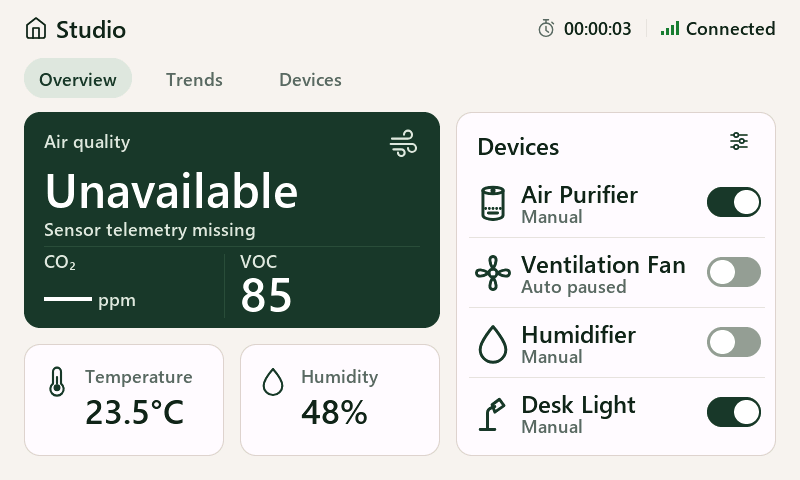 Studio
00:00:03
Connected
Overview
Trends
Devices
Air quality
Unavailable
Sensor telemetry missing
CO₂
— ppm
VOC
85
Temperature
23.5°C
Humidity
48%
Devices
Air Purifier
Manual
Ventilation Fan
Auto paused
Humidifier
Manual
Desk Light
Manual